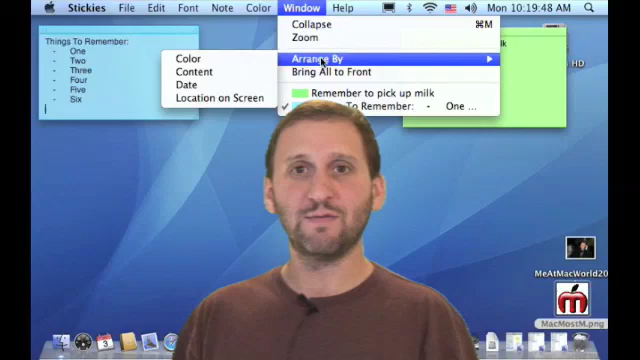 Stickies File Edit Font Note Color Window Help Mon 10:19:48 AM
Collapse ⌘M
Zoom
Arrange By
Bring All to Front
Remember to pick up milk
To Remember: - One ...
Color
Content
Date
Location on Screen
Things To Remember:
- One
- Two
- Three
- Four
- Five
- Six
lk
HD
MeAtMacWorld20
MacMostM.png
3